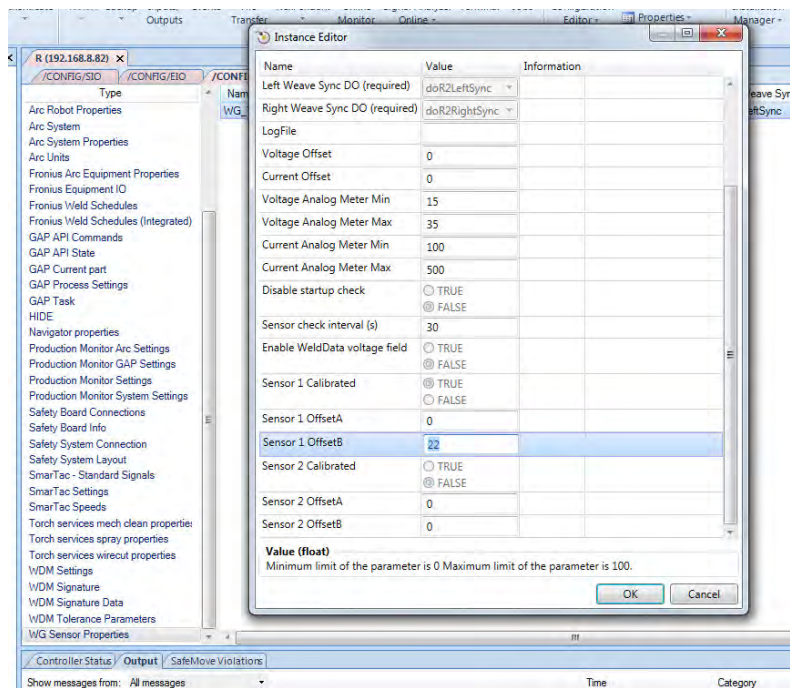 Outputs
Transfer
Monitor
Online
Editor
Properties
Manager
Instance Editor
R (192.168.8.82)
/CONFIG/SIO
/CONFIG/EIO
/CONFI
Type
Nam
eave Syn
Arc Robot Properties
WG_
eftSync
Arc System
Arc System Properties
Arc Units
Fronius Arc Equipment Properties
Fronius Equipment IO
Fronius Weld Schedules
Fronius Weld Schedules (Integrated)
GAP API Commands
GAP API State
GAP Current part
GAP Process Settings
GAP Task
HIDE
Navigator properties
Production Monitor Arc Settings
Production Monitor GAP Settings
Production Monitor Settings
Production Monitor System Settings
Safety Board Connections
Safety Board Info
Safety System Connection
Safety System Layout
SmarTac - Standard Signals
SmarTac Settings
SmarTac Speeds
Torch services mech clean properties
Torch services spray properties
Torch services wirecut properties
WDM Settings
WDM Signature
WDM Signature Data
WDM Tolerance Parameters
WG Sensor Properties
Name Value Information
Left Weave Sync DO (required) doR2LeftSync
Right Weave Sync DO (required) doR2RightSync
LogFile
Voltage Offset 0
Current Offset 0
Voltage Analog Meter Min 15
Voltage Analog Meter Max 35
Current Analog Meter Min 100
Current Analog Meter Max 500
Disable startup check TRUE
FALSE
Sensor check interval (s) 30
Enable WeldData voltage field TRUE
FALSE
Sensor 1 Calibrated TRUE
FALSE
Sensor 1 OffsetA 0
Sensor 1 OffsetB 22
Sensor 2 Calibrated TRUE
FALSE
Sensor 2 OffsetA 0
Sensor 2 OffsetB 0
Value (float)
Minimum limit of the parameter is 0 Maximum limit of the parameter is 100.
OK Cancel
Controller Status Output SafeMove Violations
Show messages from: All messages Time Category